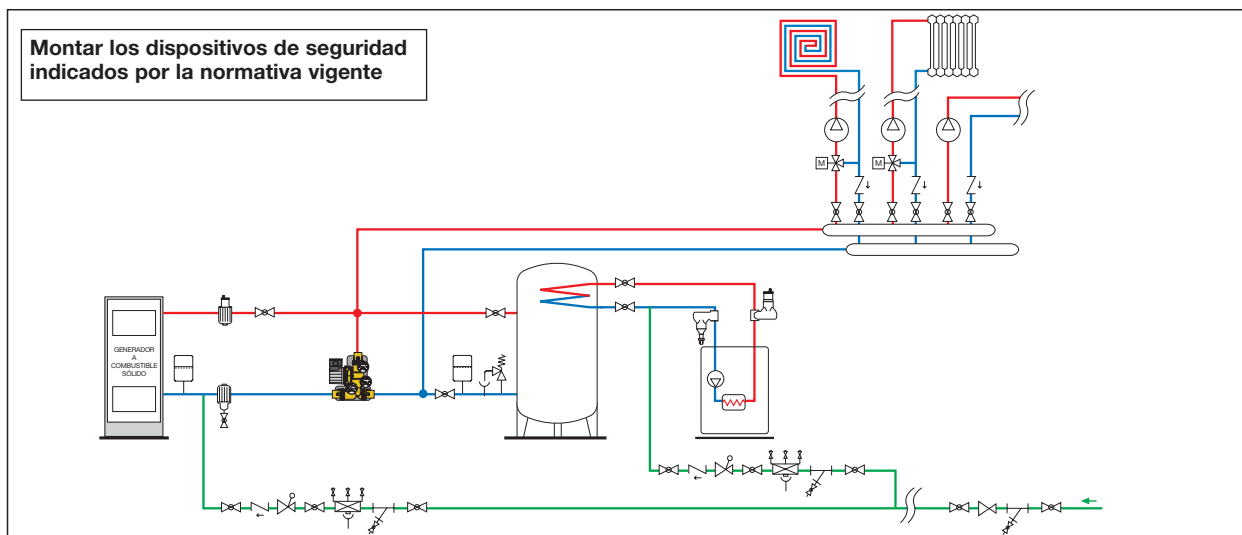 Montar los dispositivos de seguridad
indicados por la normativa vigente
M
M
GENERADOR
A
COMBUSTIBLE
SÓLIDO